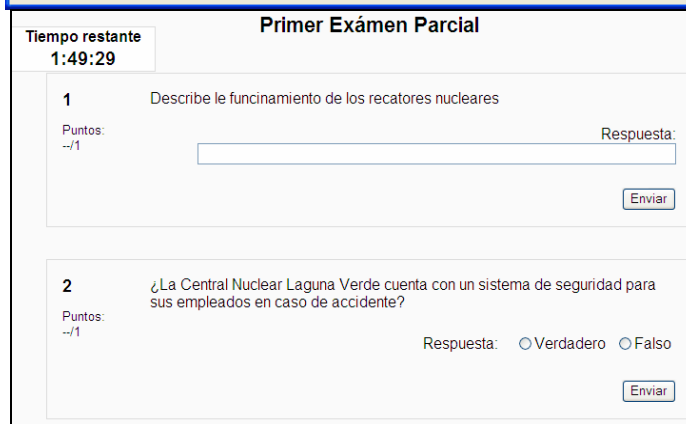 Primer Exámen Parcial
Tiempo restante
1:49:29
1
Describe le funcinamiento de los recatores nucleares
Puntos:
--/1
Respuesta:
Enviar
2
¿La Central Nuclear Laguna Verde cuenta con un sistema de seguridad para
sus empleados en caso de accidente?
Puntos:
--/1
Respuesta: Verdadero Falso
Enviar